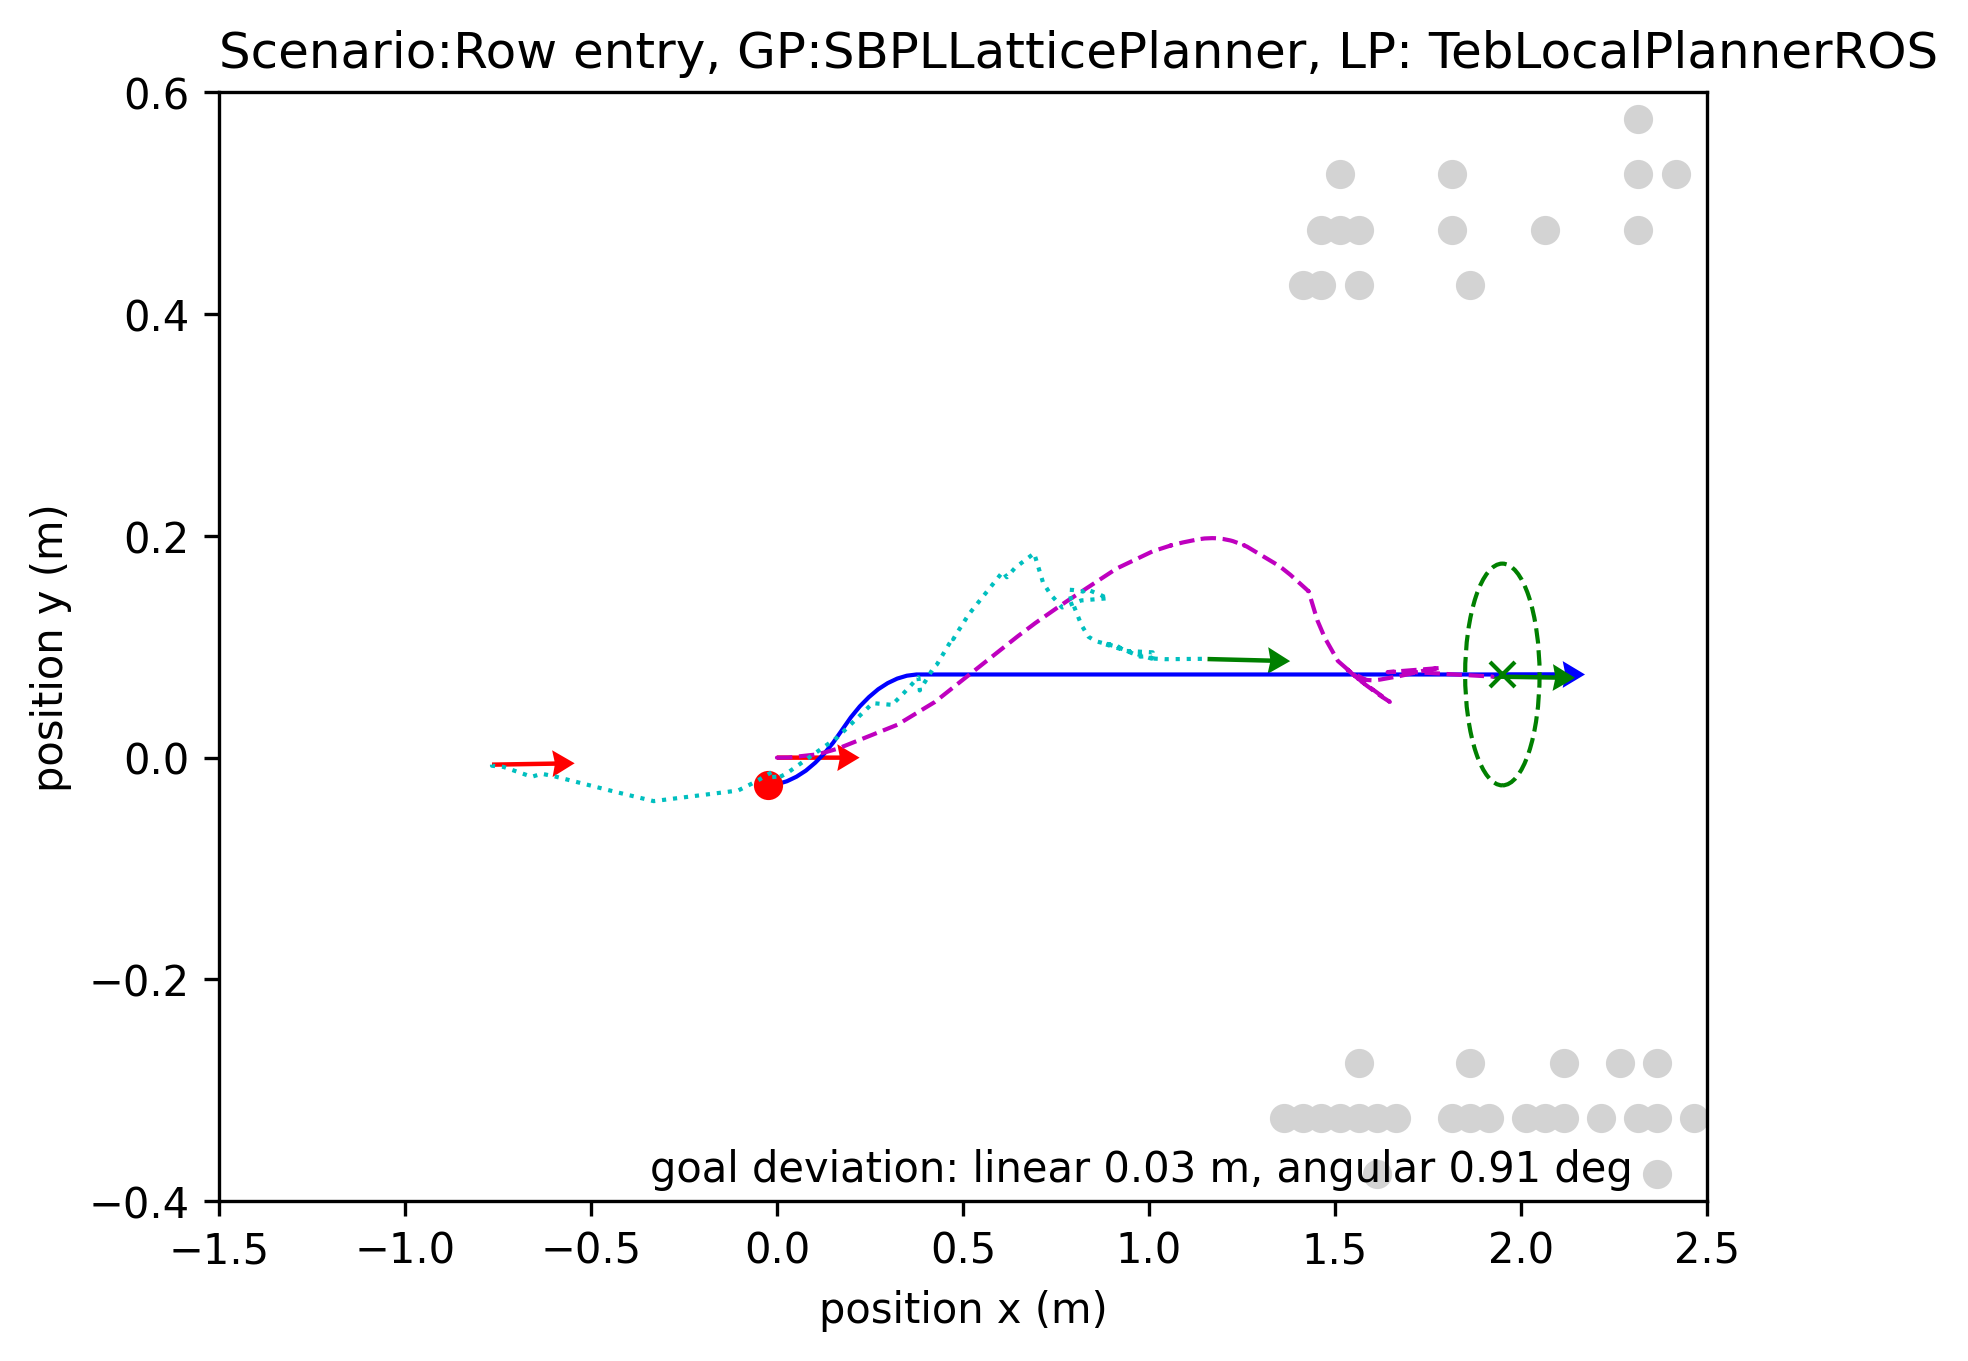 Scenario:Row entry, GP:SBPLLatticePlanner, LP: TebLocalPlannerROS
0.6
0.4
0.2
0.0
−0.2
−0.4
position y (m)
goal deviation: linear 0.03 m, angular 0.91 deg
−1.5 −1.0 −0.5 0.0 0.5 1.0 1.5 2.0 2.5
position x (m)